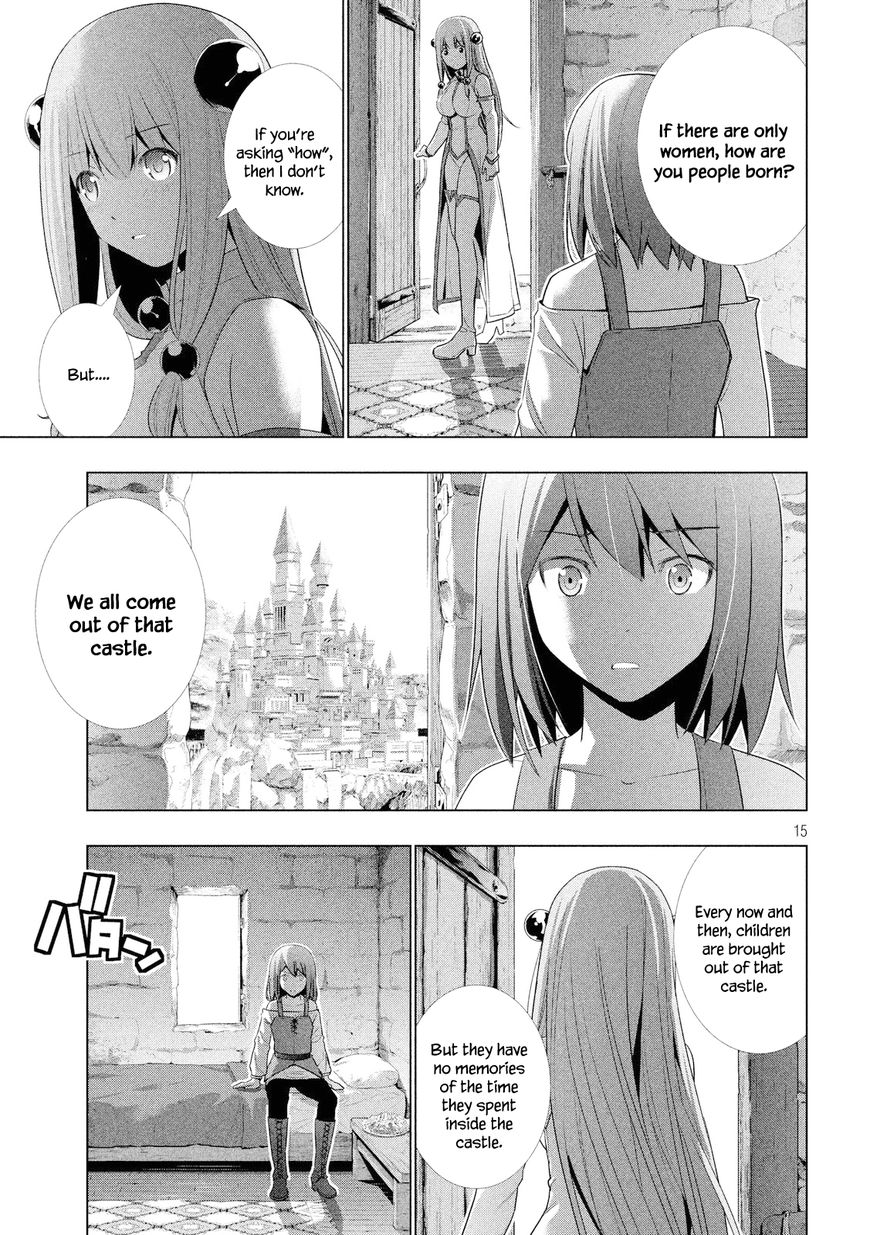 If there are only
women, how are
you people born?
If you're
asking "how",
then I don't
know.
But....
We all come
out of that
castle.
15
Every now and
then, children
are brought
out of that
castle.
But they have
no memories
of the time
they spent
inside the
castle.
バターン